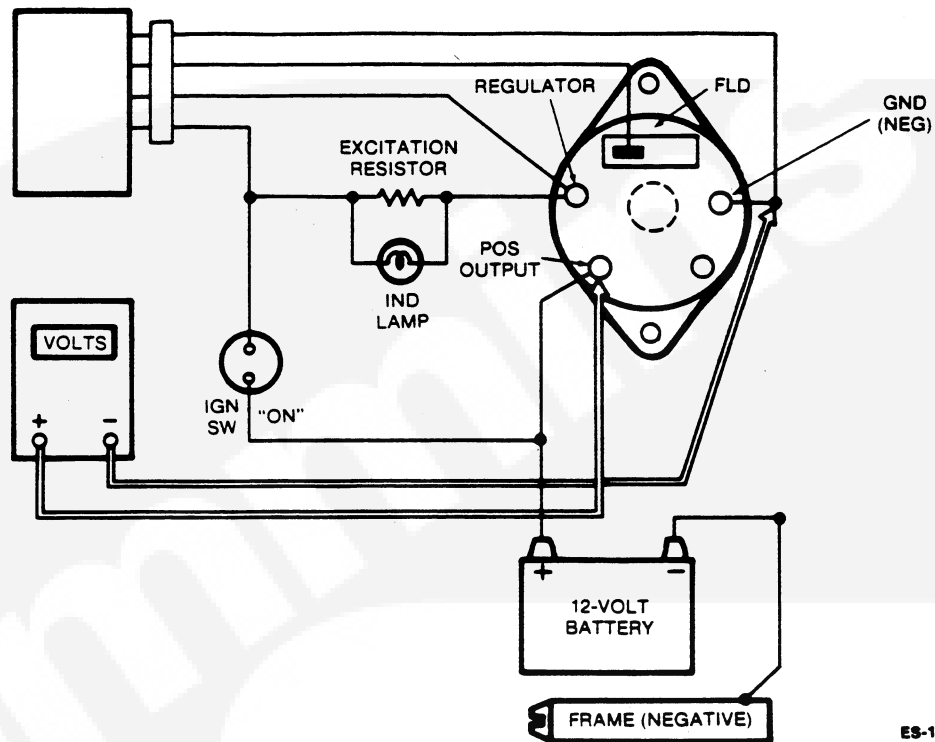 REGULATOR
FLD
GND
(NEG)
EXCITATION
RESISTOR
POS
OUTPUT
IND
LAMP
VOLTS
+ -
IGN
SW
"ON"
+ -
12-VOLT
BATTERY
FRAME (NEGATIVE)
ES-1